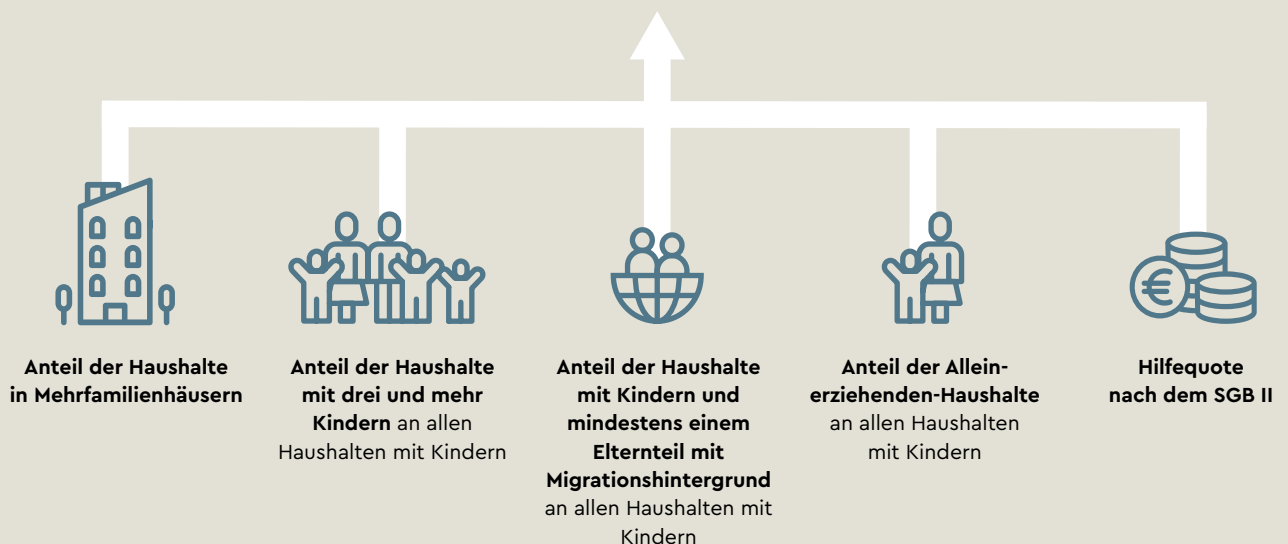 €
Anteil der Haushalte
in Mehrfamilienhäusern
Anteil der Haushalte
mit drei und mehr
Kindern an allen
Haushalten mit Kindern
Anteil der Haushalte
mit Kindern und
mindestens einem
Elternteil mit
Migrationshintergrund
an allen Haushalten mit
Kindern
Anteil der Allein-
erziehenden-Haushalte
an allen Haushalten
mit Kindern
Hilfequote
nach dem SGB II